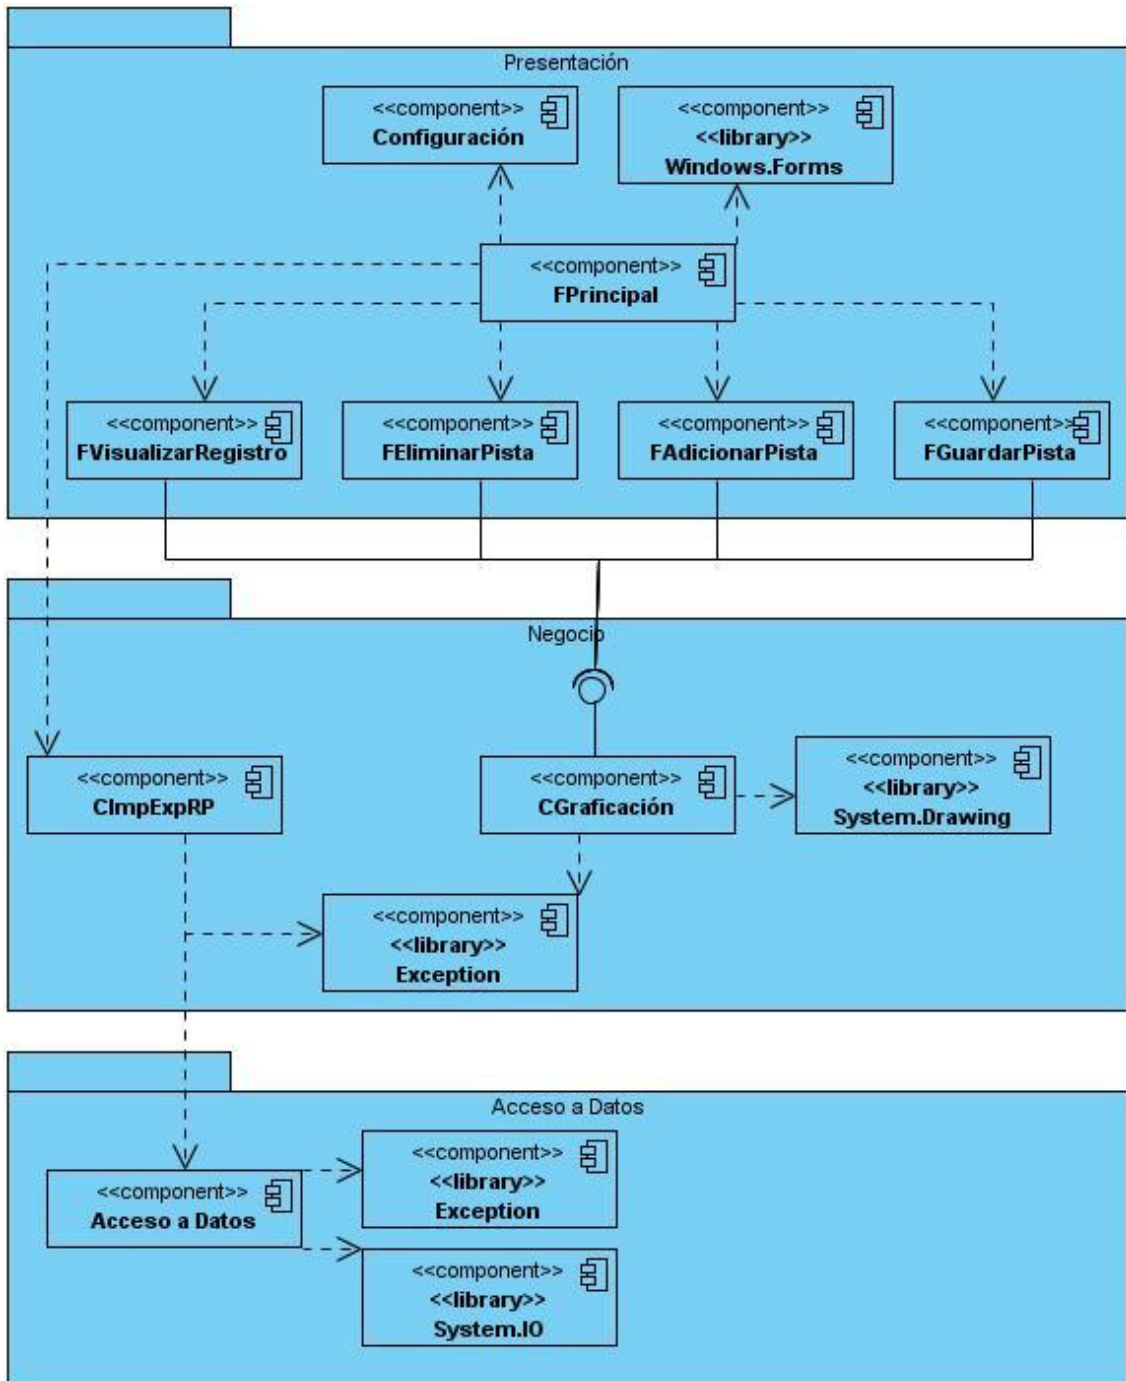 Presentación
<<component>>
Configuración
<<component>>
<<library>>
Windows.Forms
<<component>>
FPrincipal
<<component>>
FVisualizarRegistro
<<component>>
FEliminarPista
<<component>>
FAdicionarPista
<<component>>
FGuardarPista
Negocio
<<component>>
CImpExpRP
<<component>>
CGraficación
<<component>>
<<library>>
System.Drawing
<<component>>
<<library>>
Exception
Acceso a Datos
<<component>>
Acceso a Datos
<<component>>
<<library>>
Exception
<<component>>
<<library>>
System.IO